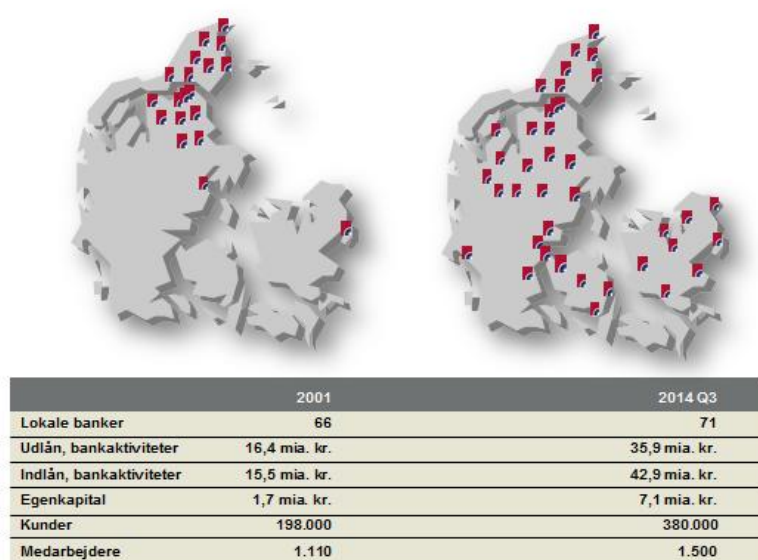 2001 2014 Q3
Lokale banker 66 71
Udlån, bankaktiviteter 16,4 mia. kr. 35,9 mia. kr.
Indlån, bankaktiviteter 15,5 mia. kr. 42,9 mia. kr.
Egenkapital 1,7 mia. kr. 7,1 mia. kr.
Kunder 198.000 380.000
Medarbejdere 1.110 1.500